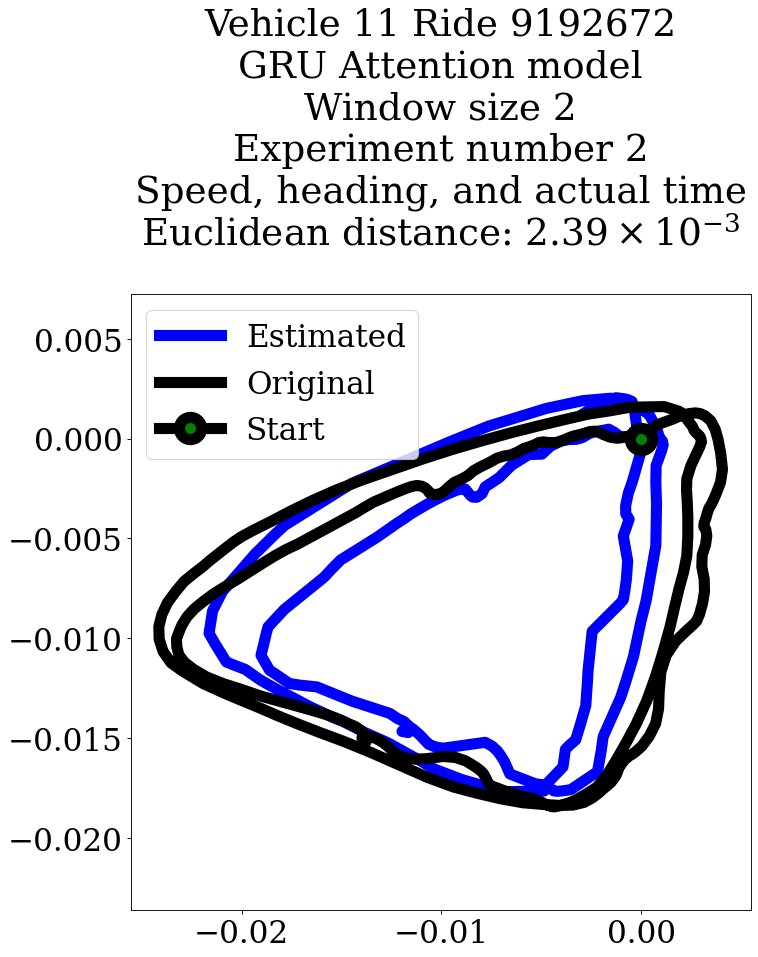 Vehicle 11 Ride 9192672
GRU Attention model
Window size 2
Experiment number 2
Speed, heading, and actual time
Euclidean distance: 2.39 × 10⁻³
Estimated
Original
Start
0.005
0.000
−0.005
−0.010
−0.015
−0.020
−0.02 −0.01 0.00